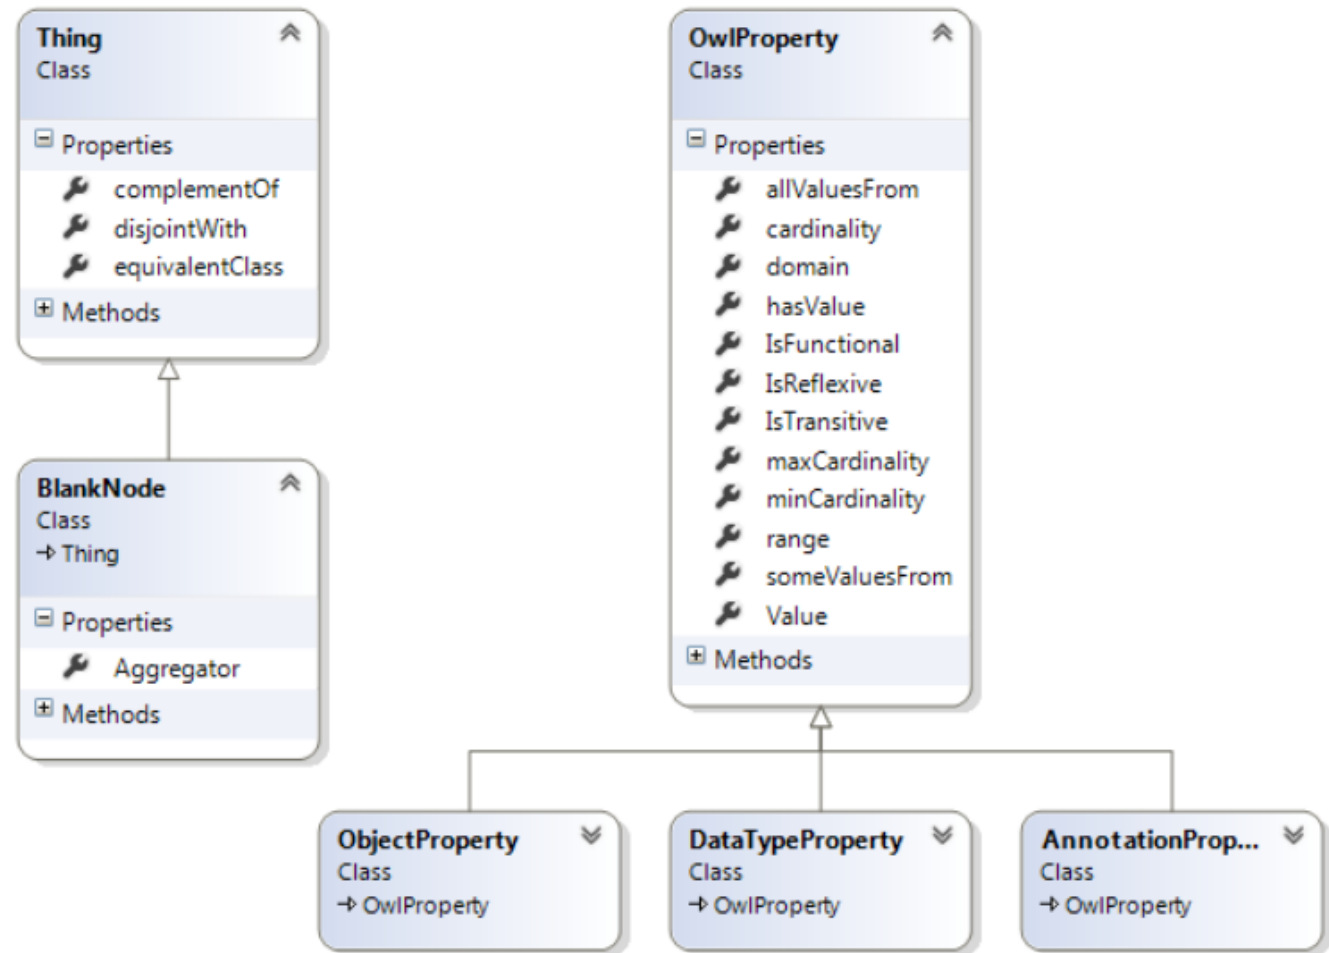 Thing
Class
Properties
complementOf
disjointWith
equivalentClass
Methods
BlankNode
Class
Thing
Properties
Aggregator
Methods
OwlProperty
Class
Properties
allValuesFrom
cardinality
domain
hasValue
IsFunctional
IsReflexive
IsTransitive
maxCardinality
minCardinality
range
someValuesFrom
Value
Methods
ObjectProperty
Class
OwlProperty
DataTypeProperty
Class
OwlProperty
AnnotationProp...
Class
OwlProperty